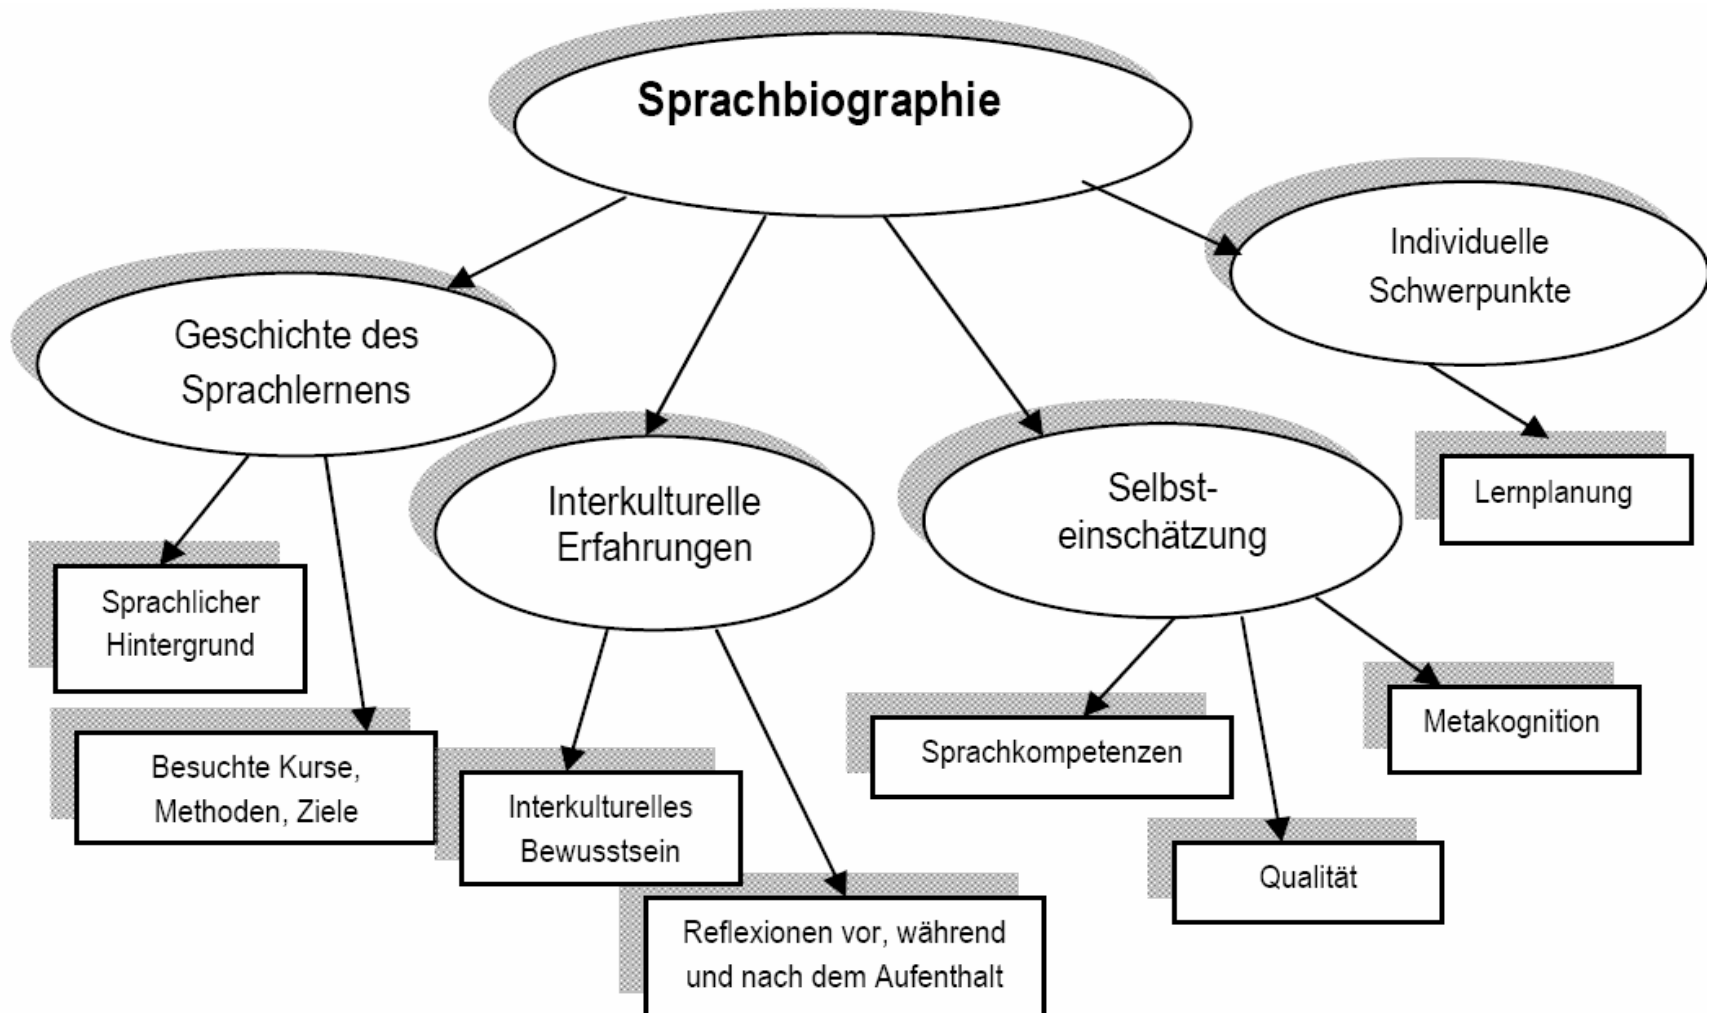 Sprachbiographie
Individuelle
Schwerpunkte
Geschichte des
Sprachlernens
Interkulturelle
Erfahrungen
Selbst-
einschätzung
Lernplanung
Sprachlicher
Hintergrund
Besuchte Kurse,
Methoden, Ziele
Interkulturelles
Bewusstsein
Reflexionen vor, während
und nach dem Aufenthalt
Sprachkompetenzen
Qualität
Metakognition